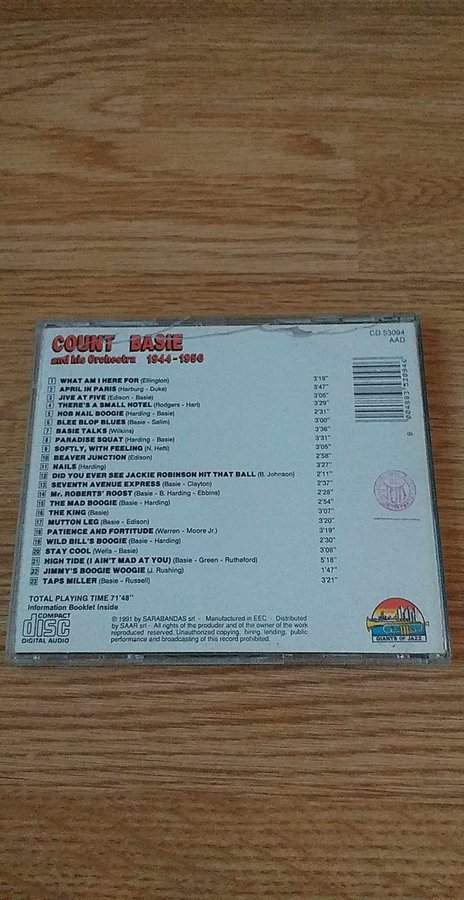 COUNT BASIE
and his Orchestra 1944-1956
CD 53094
AAD
1 WHAT AM I HERE FOR (Ellington) 3'19"
2 APRIL IN PARIS (Harburg - Duke) 3'47"
3 JIVE AT FIVE (Edison - Basie) 3'05"
4 THERE'S A SMALL HOTEL (Rodgers - Hart) 3'29"
5 HOB NAIL BOOGIE (Harding - Basie) 2'31"
6 BLEE BLOP BLUES (Basie - Salim) 3'00"
7 BASIE TALKS (Wilkins) 3'36"
8 PARADISE SQUAT (Harding - Basie) 3'31"
9 SOFTLY, WITH FEELING (N. Hefti) 3'05"
10 BEAVER JUNCTION (Edison) 2'58"
11 NAILS (Harding) 3'27"
12 DID YOU EVER SEE JACKIE ROBINSON HIT THAT BALL (B. Johnson) 2'11"
13 SEVENTH AVENUE EXPRESS (Basie - Clayton) 2'37"
14 Mr. ROBERTS' ROOST (Basie - B. Harding - Ebbins) 2'28"
15 THE MAD BOOGIE (Basie - Harding) 2'54"
16 THE KING (Basie) 3'07"
17 MUTTON LEG (Basie - Edison) 3'20"
18 PATIENCE AND FORTITUDE (Warren - Moore Jr.) 3'19"
19 WILD BILL'S BOOGIE (Basie - Harding) 2'30"
20 STAY COOL (Wells - Basie) 3'08"
21 HIGH TIDE (I AIN'T MAD AT YOU) (Basie - Green - Rutheford) 5'18"
22 JIMMY'S BOOGIE WOOGIE (J. Rushing) 1'47"
23 TAPS MILLER (Basie - Russell) 3'21"
TOTAL PLAYING TIME 71'48"
Information Booklet Inside
COMPACT
disc
DIGITAL AUDIO
℗ 1991 by SARABANDAS srl - Manufactured in EEC - Distributed
by SAAR srl - All rights of the produder and of the owner of the work
reproduced reserved. Unauthorized copying, hiring, lending, public
performance and broadcasting of this record prohibited.
GIANTS OF JAZZ